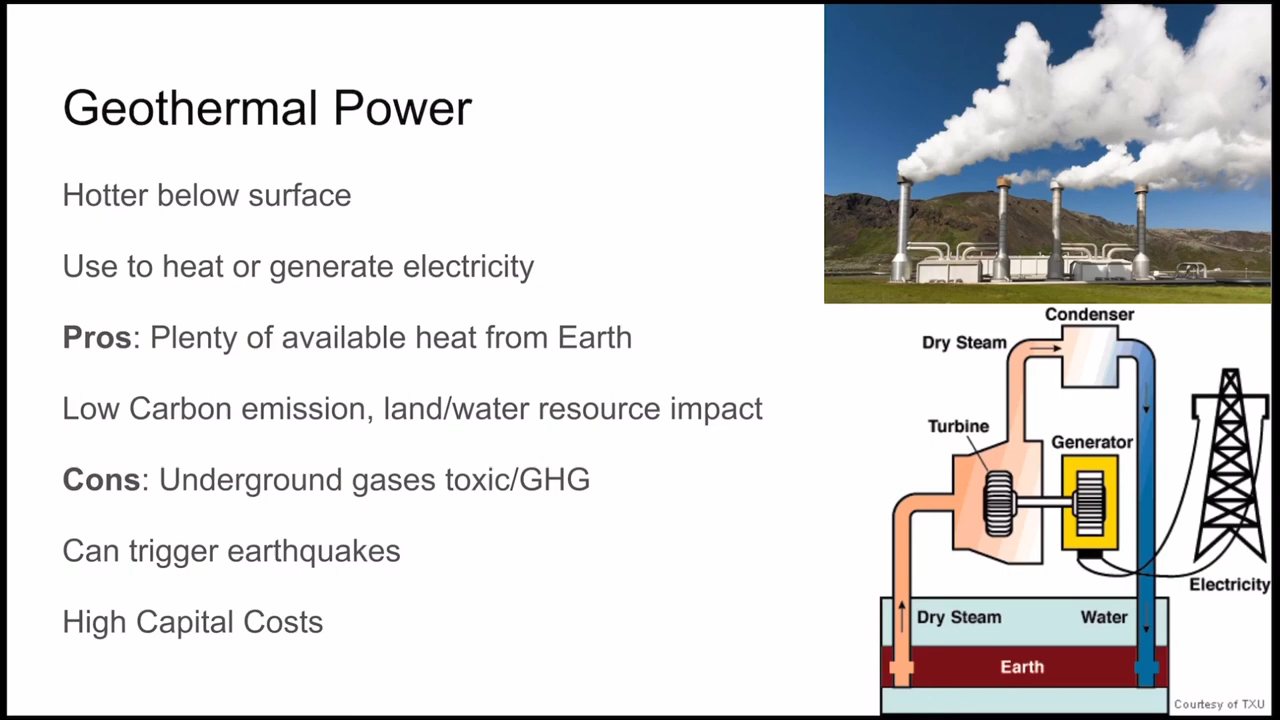 Geothermal Power
Hotter below surface
Use to heat or generate electricity
Pros: Plenty of available heat from Earth
Low Carbon emission, land/water resource impact
Cons: Underground gases toxic/GHG
Can trigger earthquakes
High Capital Costs
Condenser
Dry Steam
Turbine
Generator
Electricity
Dry Steam
Water
Earth
Courtesy of TXU